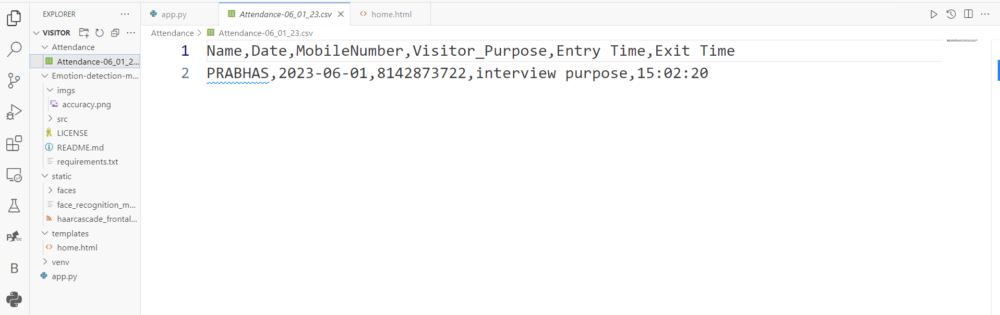 EXPLORER
VISITOR
Attendance
Attendance-06_01_2...
Emotion-detection-m...
imgs
accuracy.png
src
LICENSE
README.md
requirements.txt
static
faces
face_recognition_m...
haarcascade_frontal...
templates
home.html
venv
app.py
P CC
B
app.py
Attendance-06_01_23.csv
home.html
Attendance > Attendance-06_01_23.csv
1 Name,Date,MobileNumber,Visitor_Purpose,Entry Time,Exit Time
2 PRABHAS,2023-06-01,8142873722,interview purpose,15:02:20